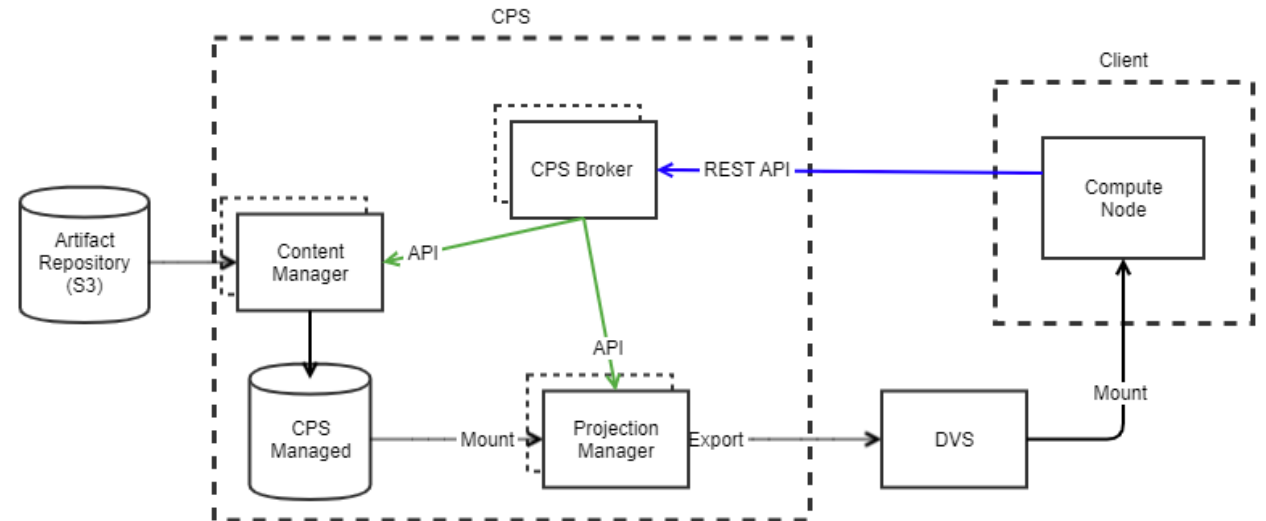 CPS
Client
CPS Broker
REST API
Compute
Node
Artifact
Repository
(S3)
Content
Manager
API
API
CPS
Managed
Mount
Projection
Manager
Export
DVS
Mount